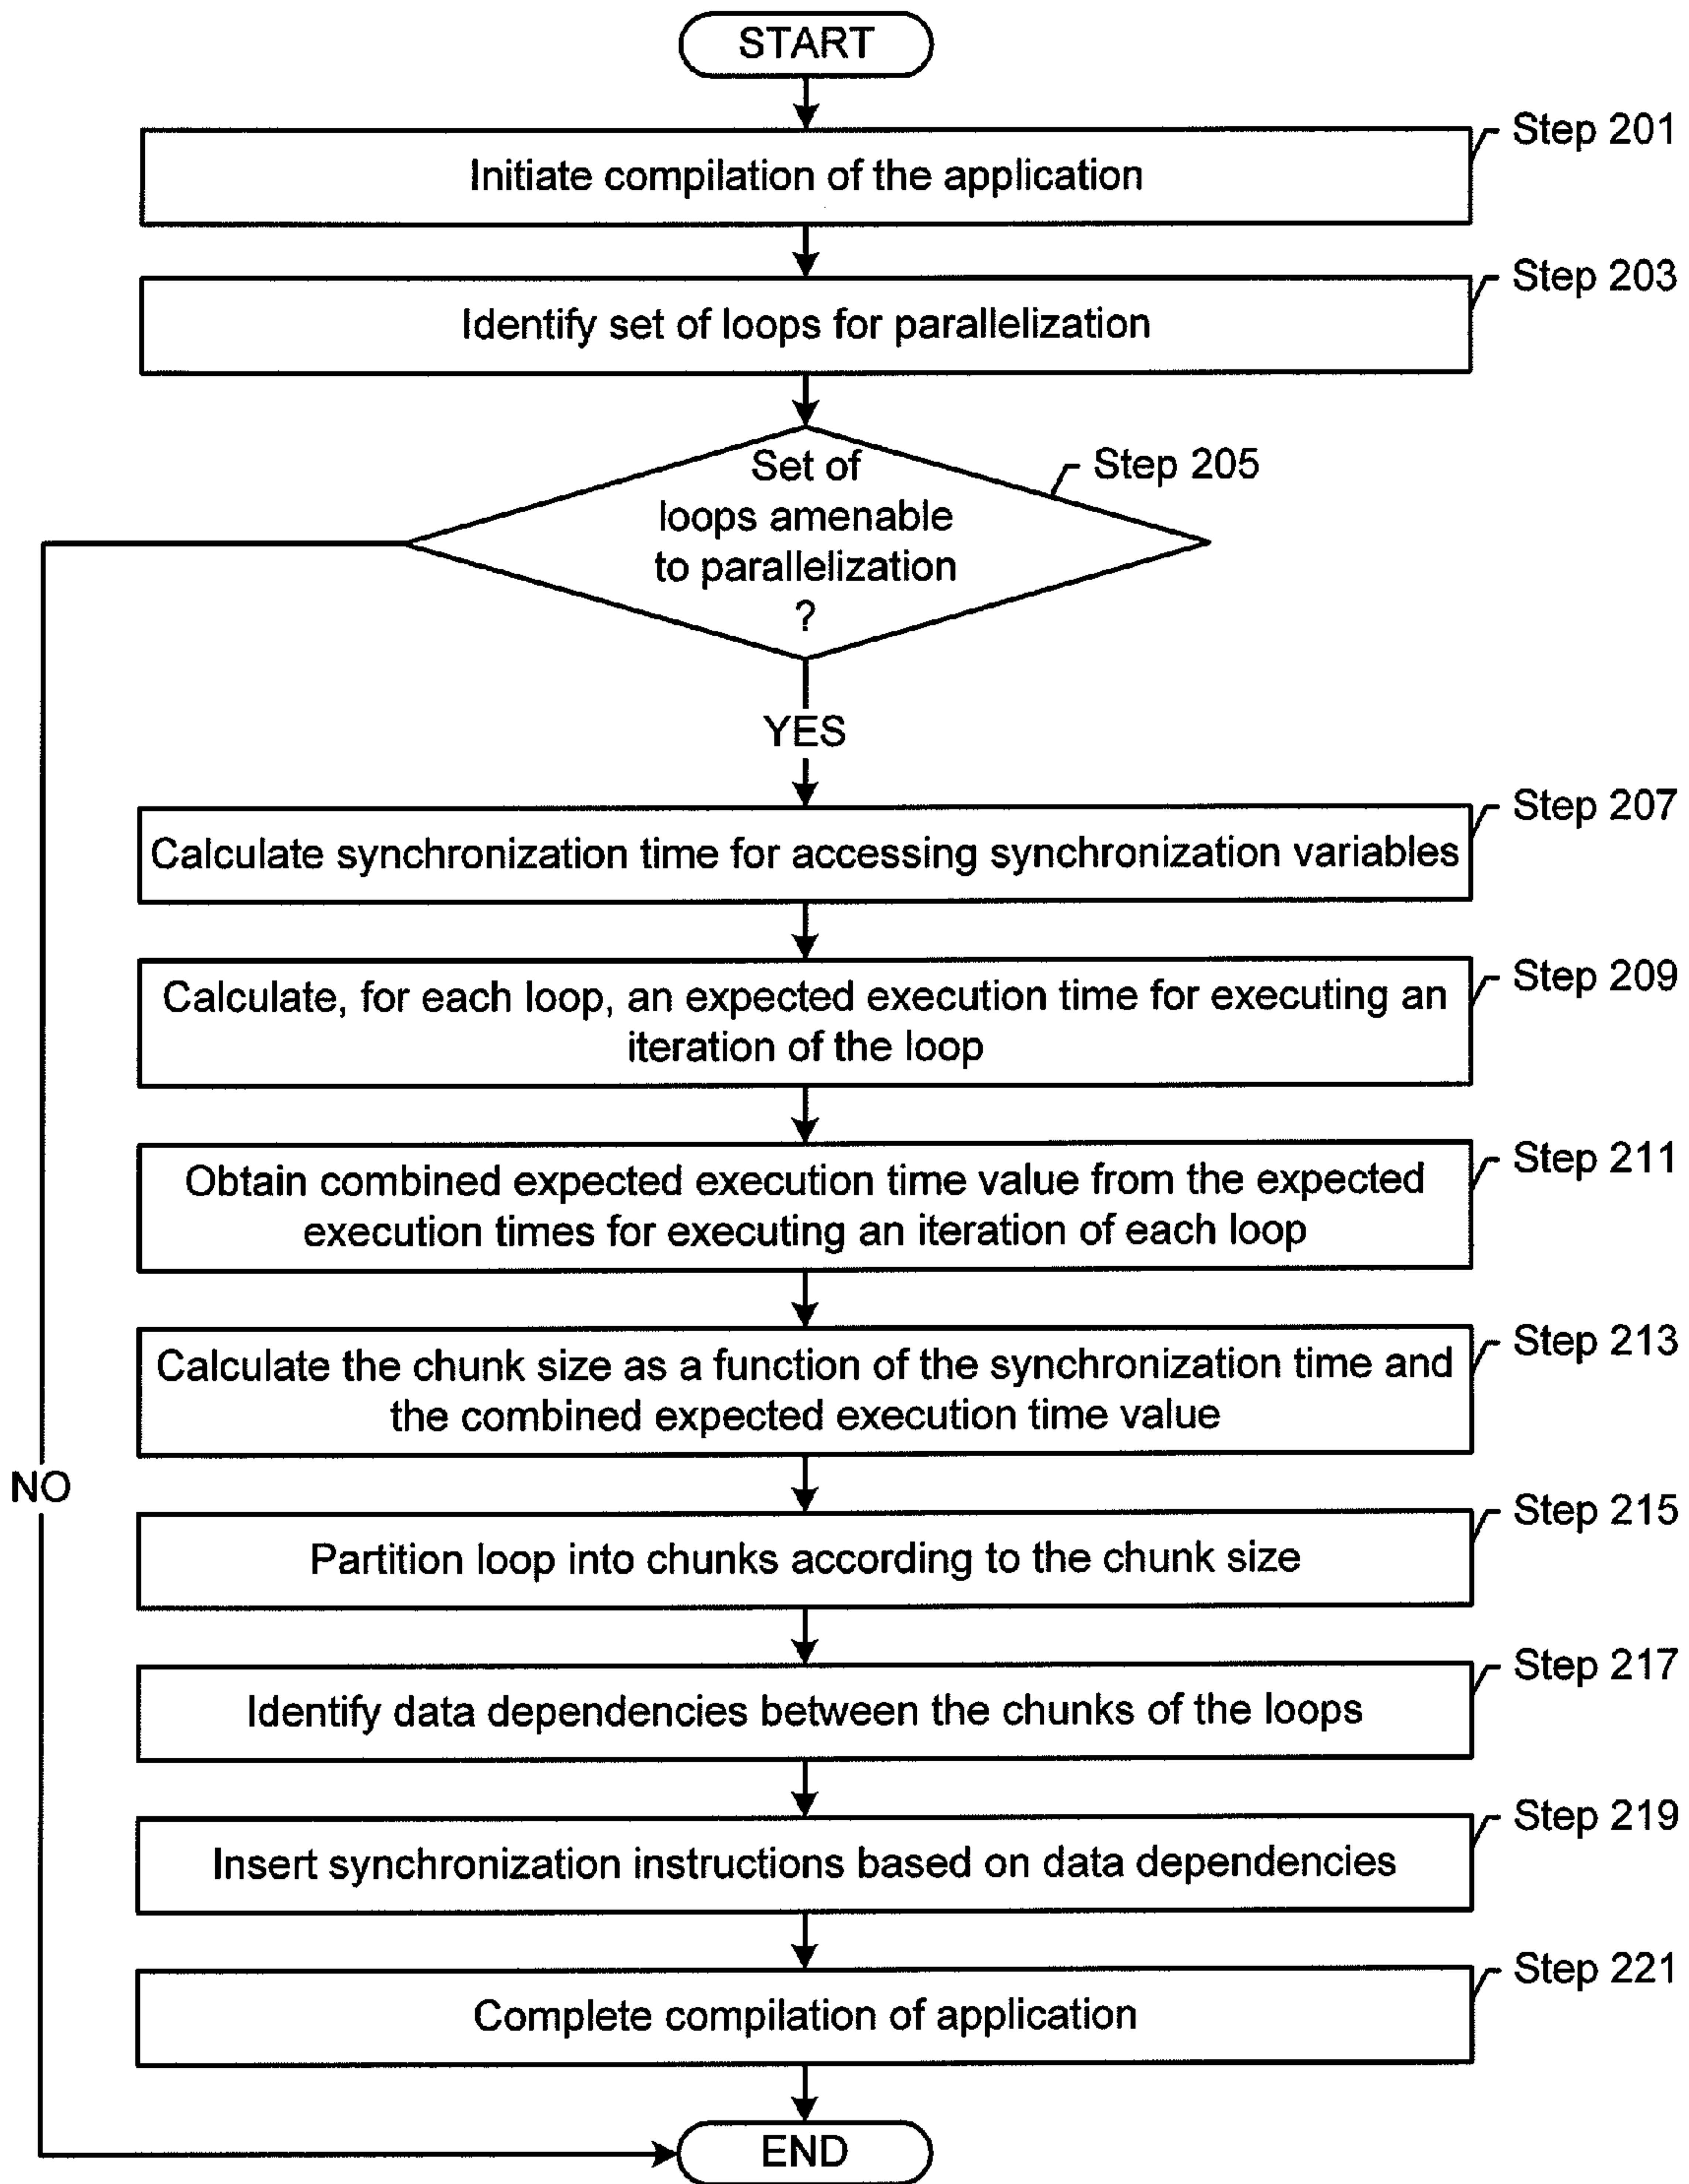 START
Step 201
Initiate compilation of the application
Step 203
Identify set of loops for parallelization
Step 205
Set of
loops amenable
to parallelization
?
YES
Step 207
Calculate synchronization time for accessing synchronization variables
Step 209
Calculate, for each loop, an expected execution time for executing an
iteration of the loop
Step 211
Obtain combined expected execution time value from the expected
execution times for executing an iteration of each loop
Step 213
Calculate the chunk size as a function of the synchronization time and
the combined expected execution time value
NO
Step 215
Partition loop into chunks according to the chunk size
Step 217
Identify data dependencies between the chunks of the loops
Step 219
Insert synchronization instructions based on data dependencies
Step 221
Complete compilation of application
END